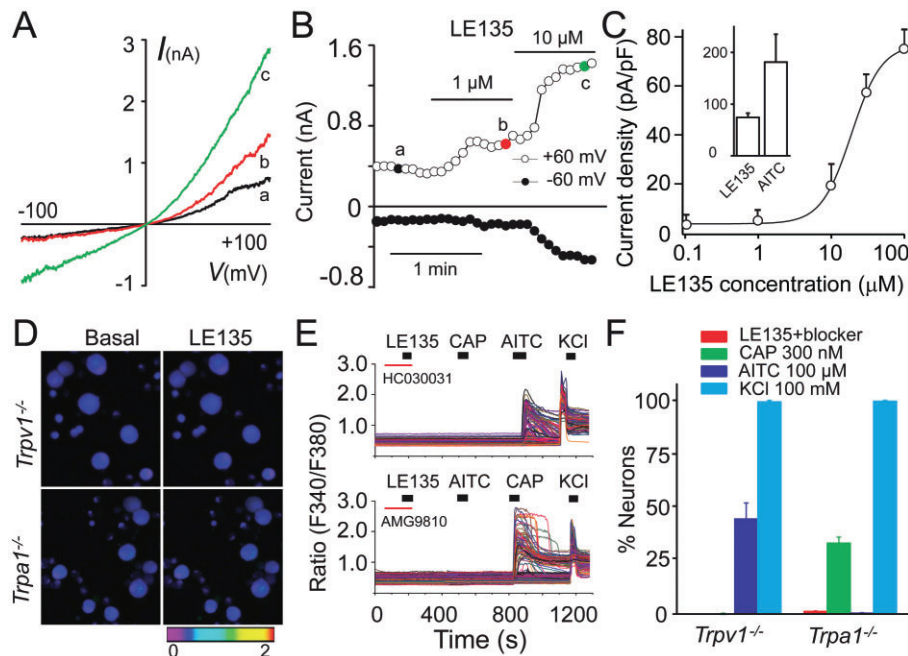 A
I(nA)
3
2
1
-1
-100
+100
V(mV)
c
b
a
B
LE135
10 µM
1 µM
Current (nA)
1.6
0.8
0
-0.8
a
b
c
+60 mV
-60 mV
1 min
C
Current density (pA/pF)
80
60
40
20
0
200
100
0
LE135
AITC
0.1
1
10
100
LE135 concentration (µM)
D
Basal
LE135
Trpv1-/-
Trpa1-/-
0
2
E
LE135 CAP AITC KCl
HC030031
3.0
2.0
1.0
LE135 AITC CAP KCl
AMG9810
3.0
2.0
1.0
Ratio (F340/F380)
0 400 800 1200
Time (s)
F
LE135+blocker
CAP 300 nM
AITC 100 µM
KCl 100 mM
% Neurons
100
50
25
0
Trpv1-/-
Trpa1-/-